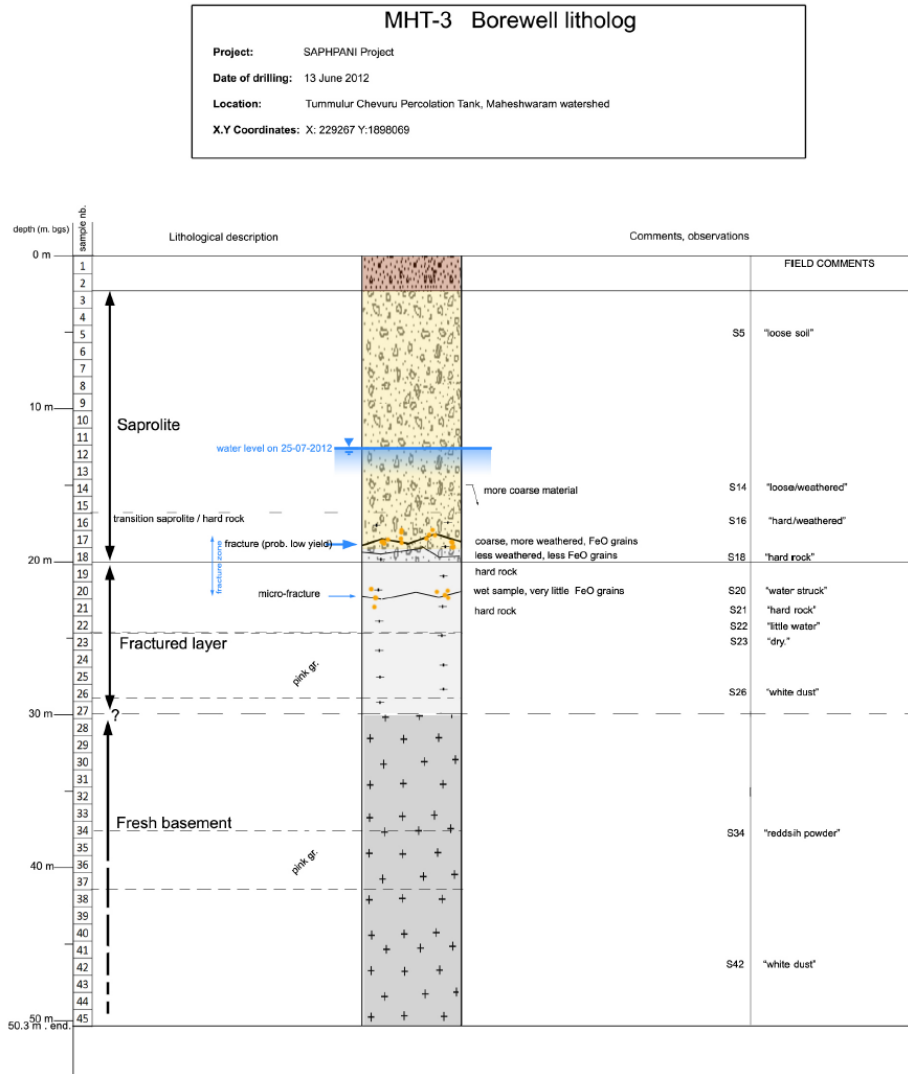 MHT-3 Borewell litholog
Project: SAPHPANI Project
Date of drilling: 13 June 2012
Location: Tummulur Chevuru Percolation Tank, Maheshwaram watershed
X.Y Coordinates: X: 229267 Y:1898069
depth (m. bgs)
sample nb.
Lithological description
Comments, observations
0 m
FIELD COMMENTS
1
2
3
4
5
S5 "loose soil"
6
7
8
9
10 m
10
Saprolite
11
water level on 25-07-2012
12
13
14
more coarse material
S14 "loose/weathered"
15
transition saprolite / hard rock
16
S16 "hard/weathered"
17
fracture (prob. low yield)
fracture zone
coarse, more weathered, FeO grains
less weathered, less FeO grains
18
S18 "hard rock"
20 m
19
hard rock
20
micro-fracture
wet sample, very little FeO grains
S20 "water struck"
21
hard rock
S21 "hard rock"
22
S22 "little water"
23
Fractured layer
S23 "dry."
24
25
pink gr.
26
S26 "white dust"
27
30 m
?
28
29
30
31
32
33
Fresh basement
34
S34 "reddsih powder"
35
36
pink gr.
40 m
37
38
39
40
41
42
S42 "white dust"
43
44
50 m
45
50.3 m . end.